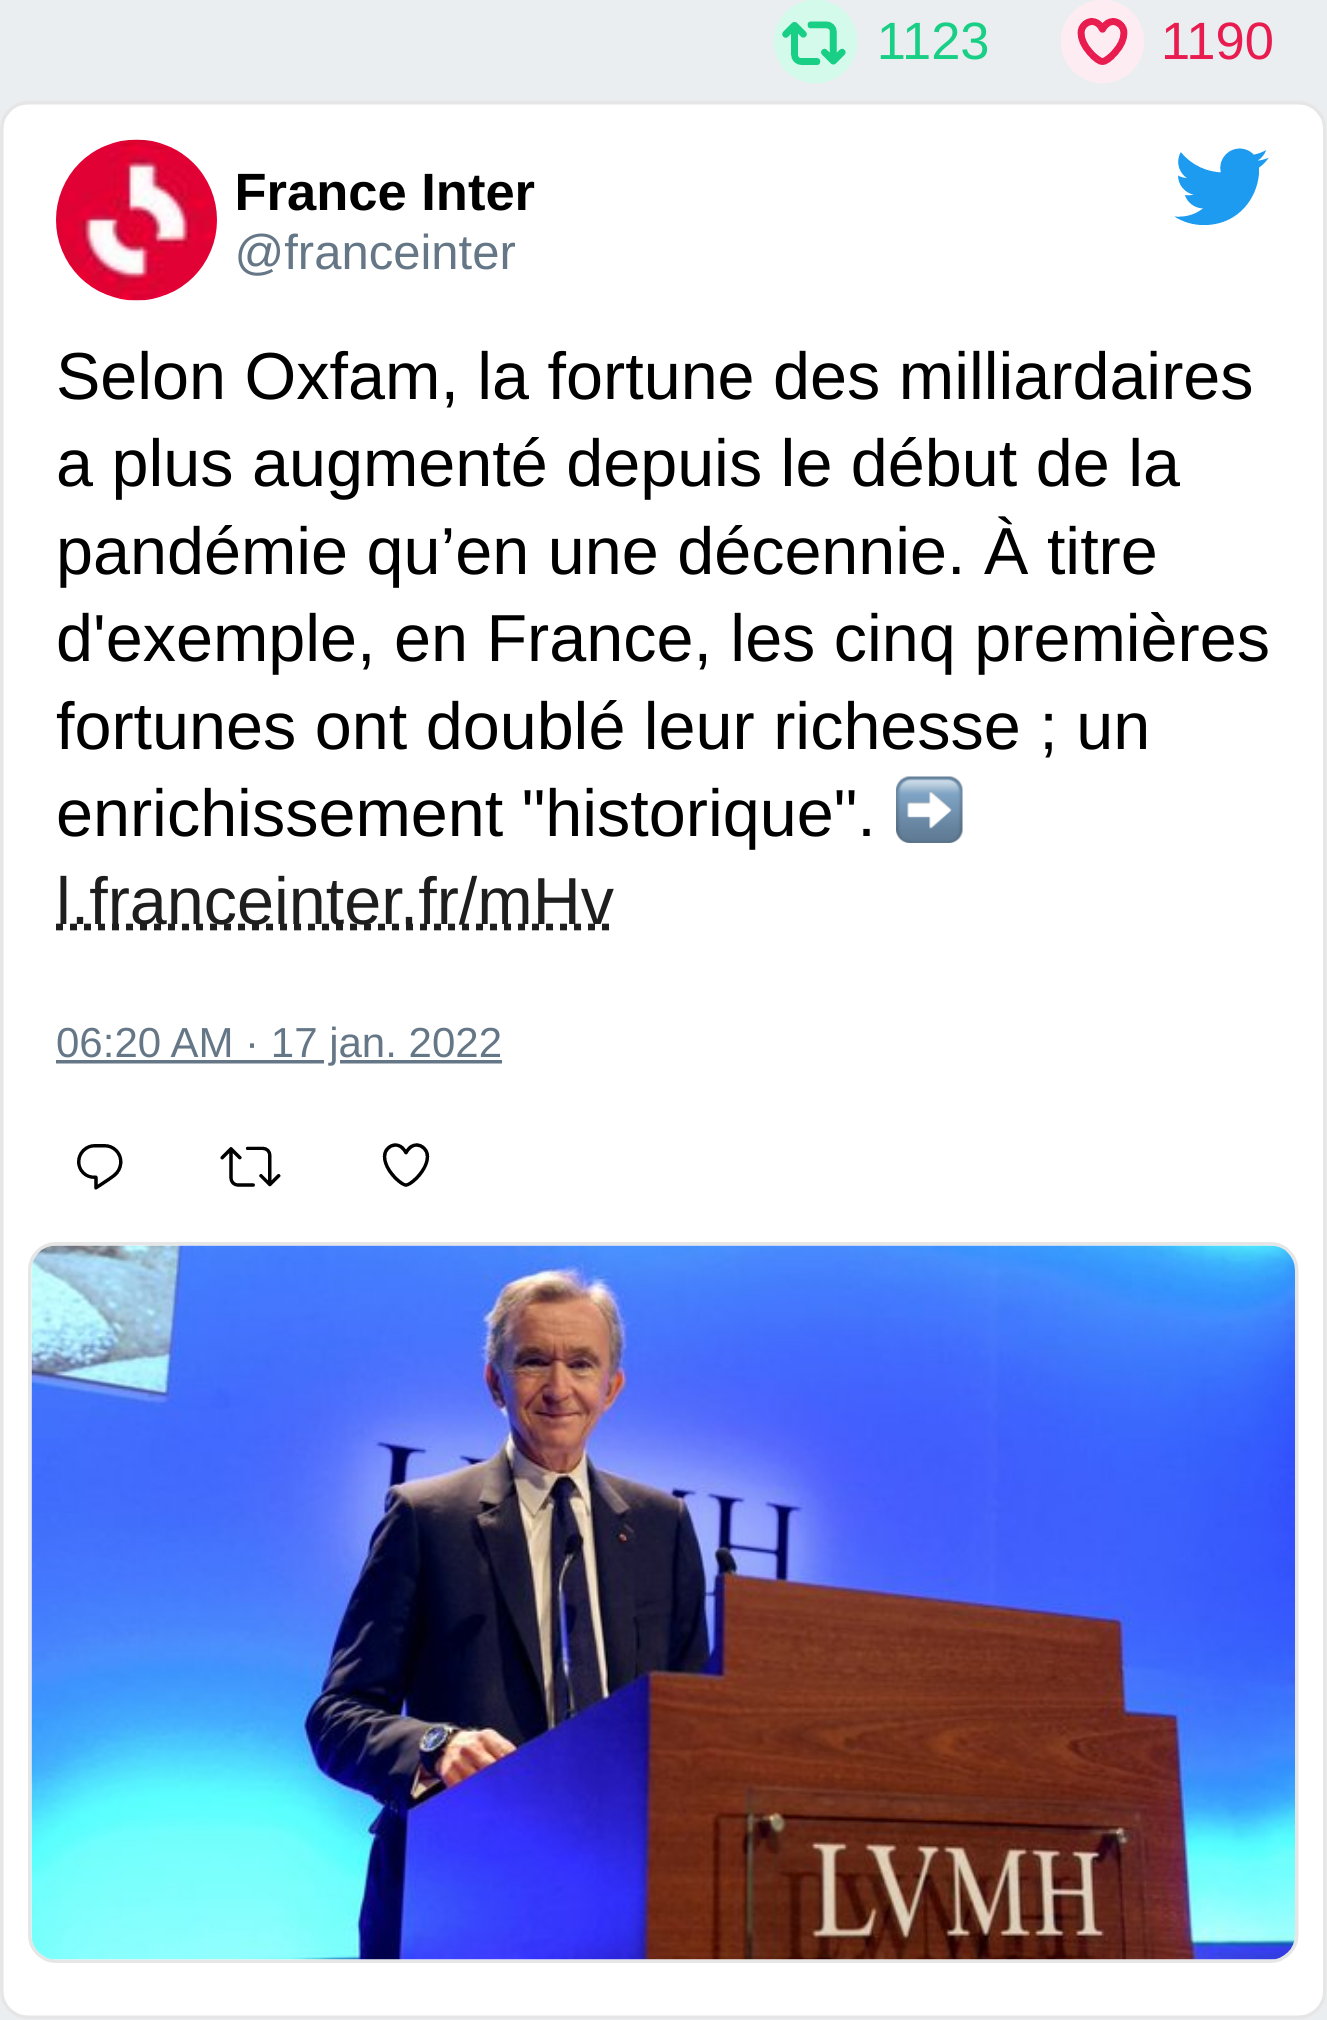 1123 1190
France Inter
@franceinter
Selon Oxfam, la fortune des milliardaires
a plus augmenté depuis le début de la
pandémie qu’en une décennie. À titre
d'exemple, en France, les cinq premières
fortunes ont doublé leur richesse ; un
enrichissement "historique". ➡️
l.franceinter.fr/mHv
06:20 AM · 17 jan. 2022
LVMH
LVMH